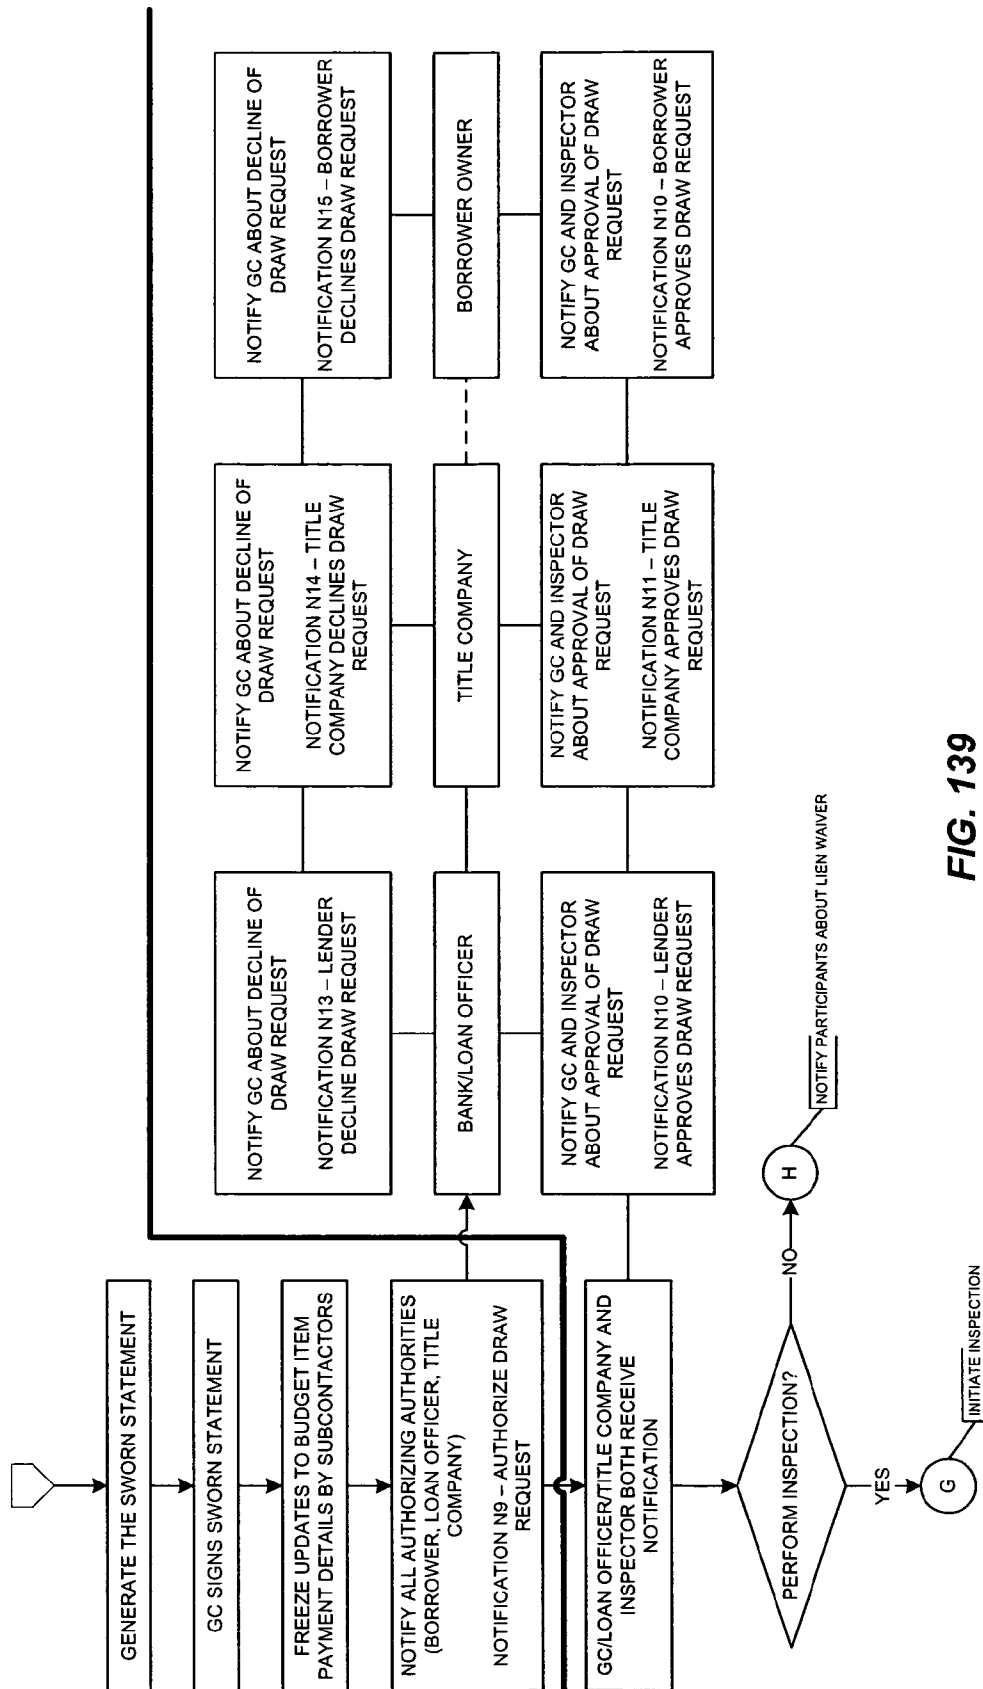 GENERATE THE SWORN STATEMENT
GC SIGNS SWORN STATEMENT
FREEZE UPDATES TO BUDGET ITEM
PAYMENT DETAILS BY SUBCONTACTORS
NOTIFY ALL AUTHORIZING AUTHORITIES
(BORROWER, LOAN OFFICER, TITLE
COMPANY)
NOTIFICATION N9 – AUTHORIZE DRAW
REQUEST
GC/LOAN OFFICER/TITLE COMPANY AND
INSPECTOR BOTH RECEIVE
NOTIFICATION
PERFORM INSPECTION?
YES
G
INITIATE INSPECTION
NO
H
NOTIFY PARTICIPANTS ABOUT LIEN WAIVER
NOTIFY GC ABOUT DECLINE OF
DRAW REQUEST
NOTIFICATION N13 – LENDER
DECLINE DRAW REQUEST
BANK/LOAN OFFICER
NOTIFY GC AND INSPECTOR
ABOUT APPROVAL OF DRAW
REQUEST
NOTIFICATION N10 – LENDER
APPROVES DRAW REQUEST
NOTIFY GC ABOUT DECLINE OF
DRAW REQUEST
NOTIFICATION N14 – TITLE
COMPANY DECLINES DRAW
REQUEST
TITLE COMPANY
NOTIFY GC AND INSPECTOR
ABOUT APPROVAL OF DRAW
REQUEST
NOTIFICATION N11 – TITLE
COMPANY APPROVES DRAW
REQUEST
NOTIFY GC ABOUT DECLINE OF
DRAW REQUEST
NOTIFICATION N15 – BORROWER
DECLINES DRAW REQUEST
BORROWER OWNER
NOTIFY GC AND INSPECTOR
ABOUT APPROVAL OF DRAW
REQUEST
NOTIFICATION N10 – BORROWER
APPROVES DRAW REQUEST
FIG. 139